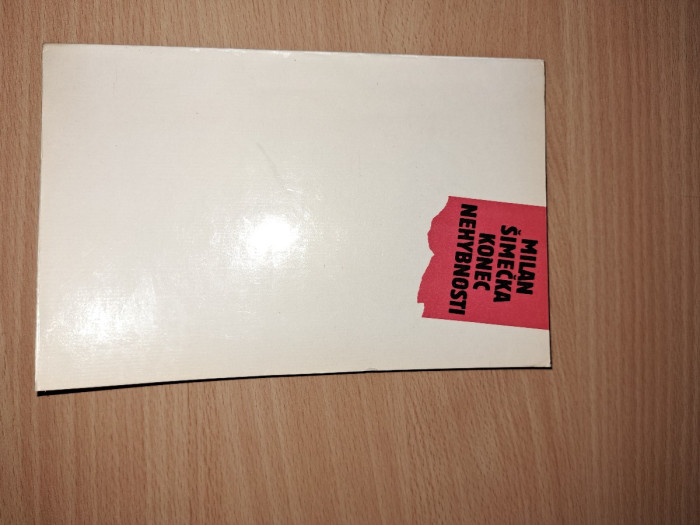 MILAN
ŠIMEČKA
KONEC
NEHYBNOSTI